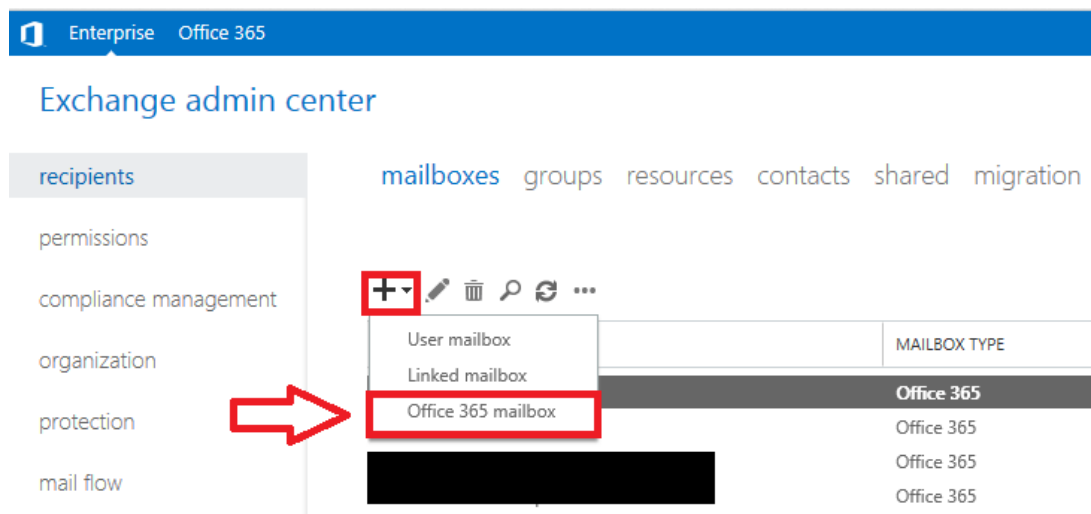 Enterprise Office 365
Exchange admin center
recipients
permissions
compliance management
organization
protection
mail flow
mailboxes groups resources contacts shared migration
User mailbox
Linked mailbox
Office 365 mailbox
MAILBOX TYPE
Office 365
Office 365
Office 365
Office 365